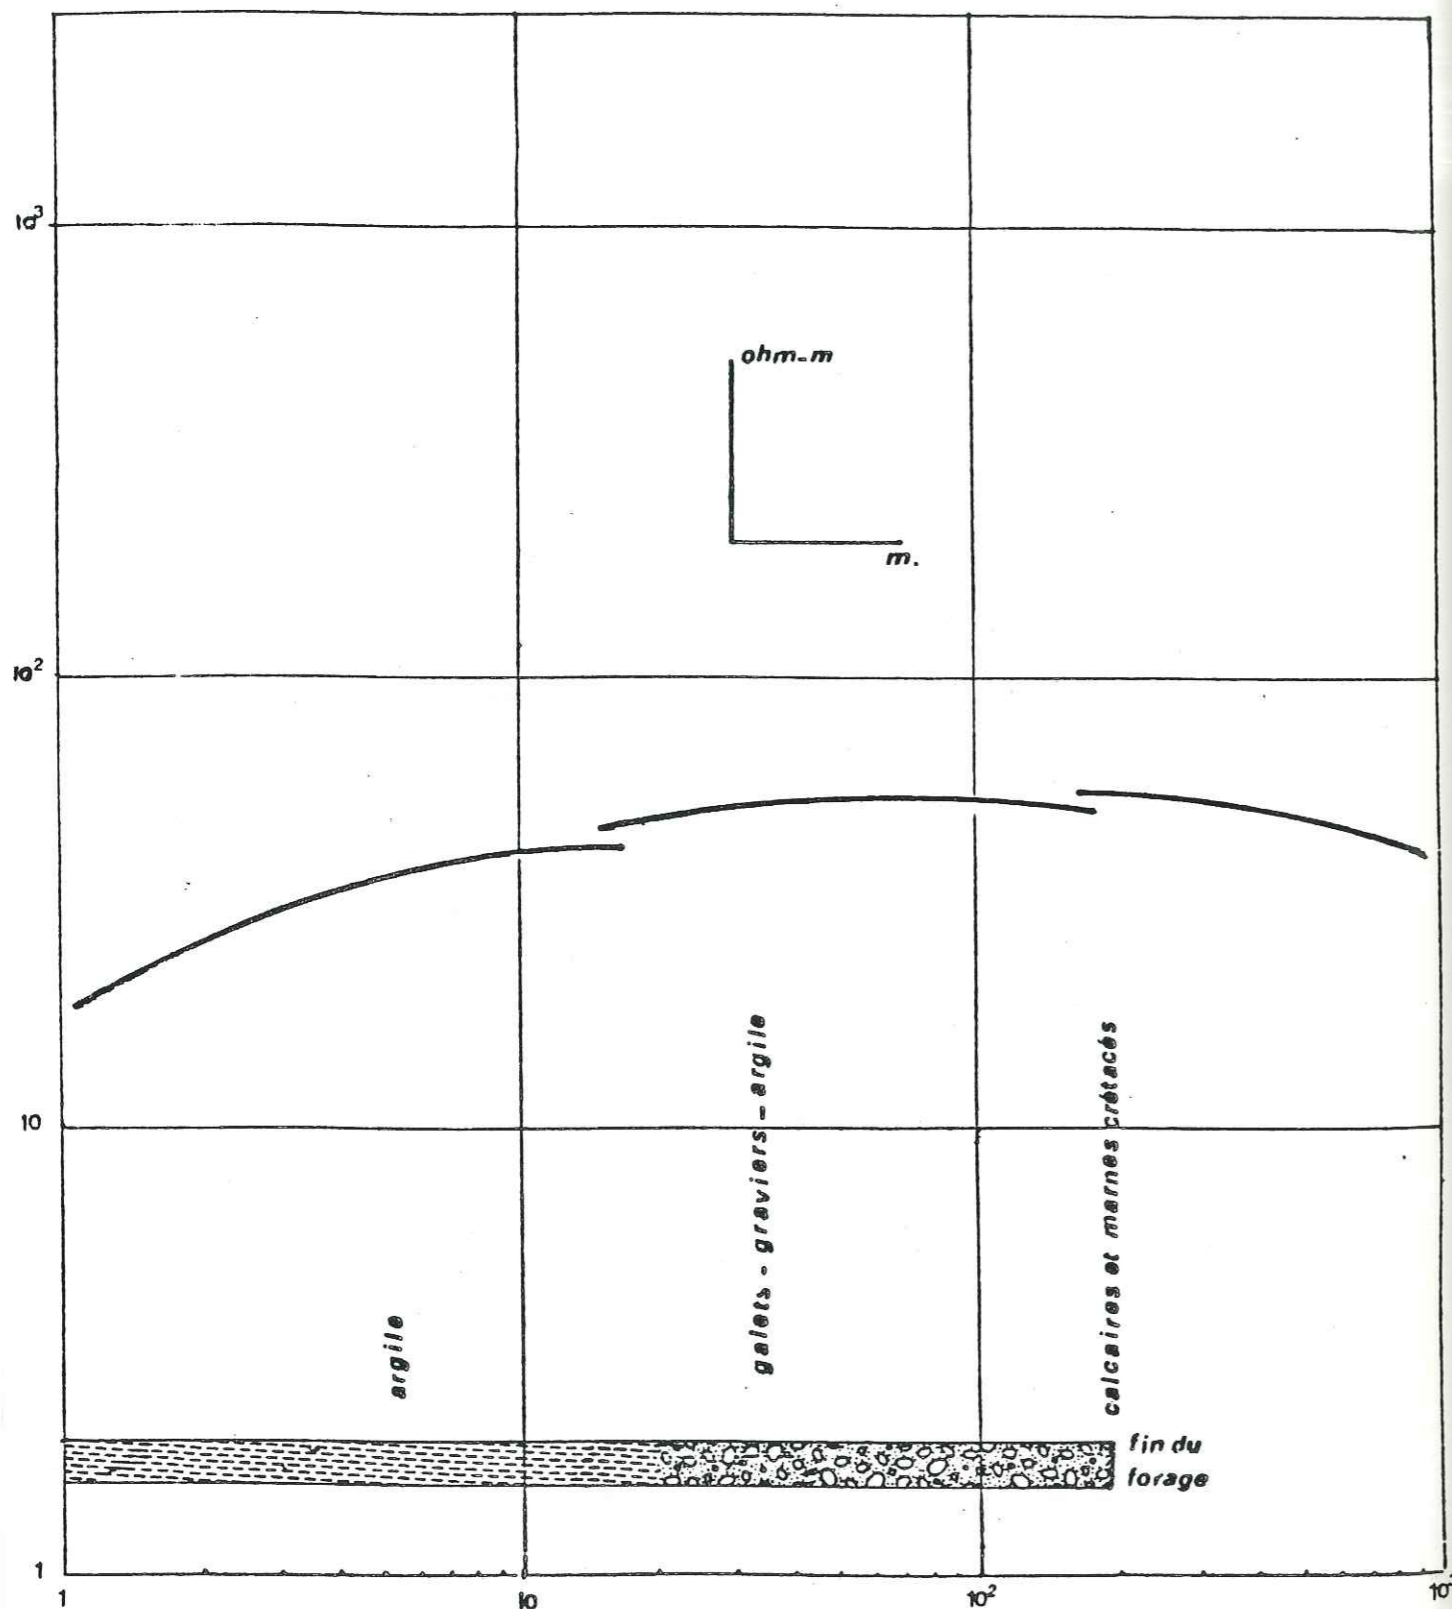 10³
ohm-m
m.
10²
10
argile
galets - graviers - argile
calcaires et marnes crétacés
fin du
forage
1
1
10
10²